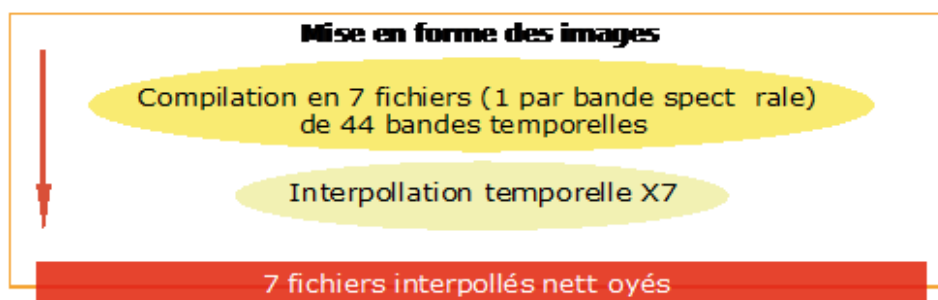 Mise en forme des images
Compilation en 7 fichiers (1 par bande spect rale)
de 44 bandes temporelles
Interpollation temporelle X7
7 fichiers interpollés nett oyés